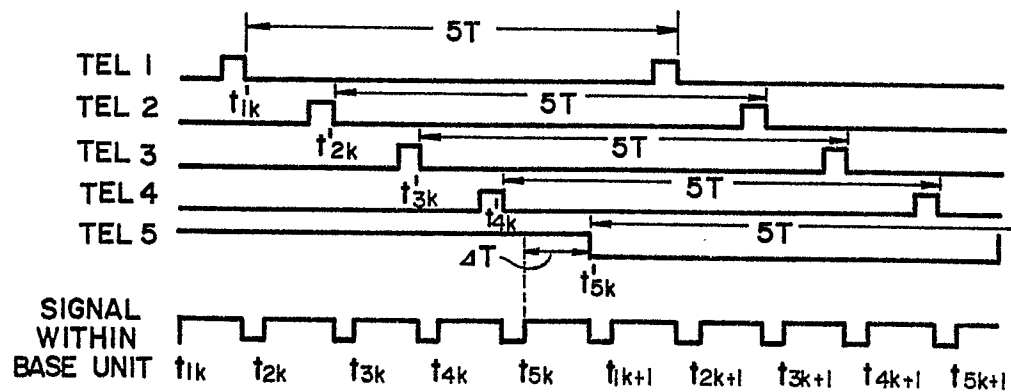 5T
TEL 1
t'1k
TEL 2
5T
t'2k
TEL 3
5T
t'3k
TEL 4
5T
t'4k
TEL 5
5T
ΔT
t'5k
SIGNAL
WITHIN
BASE UNIT
t1k t2k t3k t4k t5k t1k+1 t2k+1 t3k+1 t4k+1 t5k+1